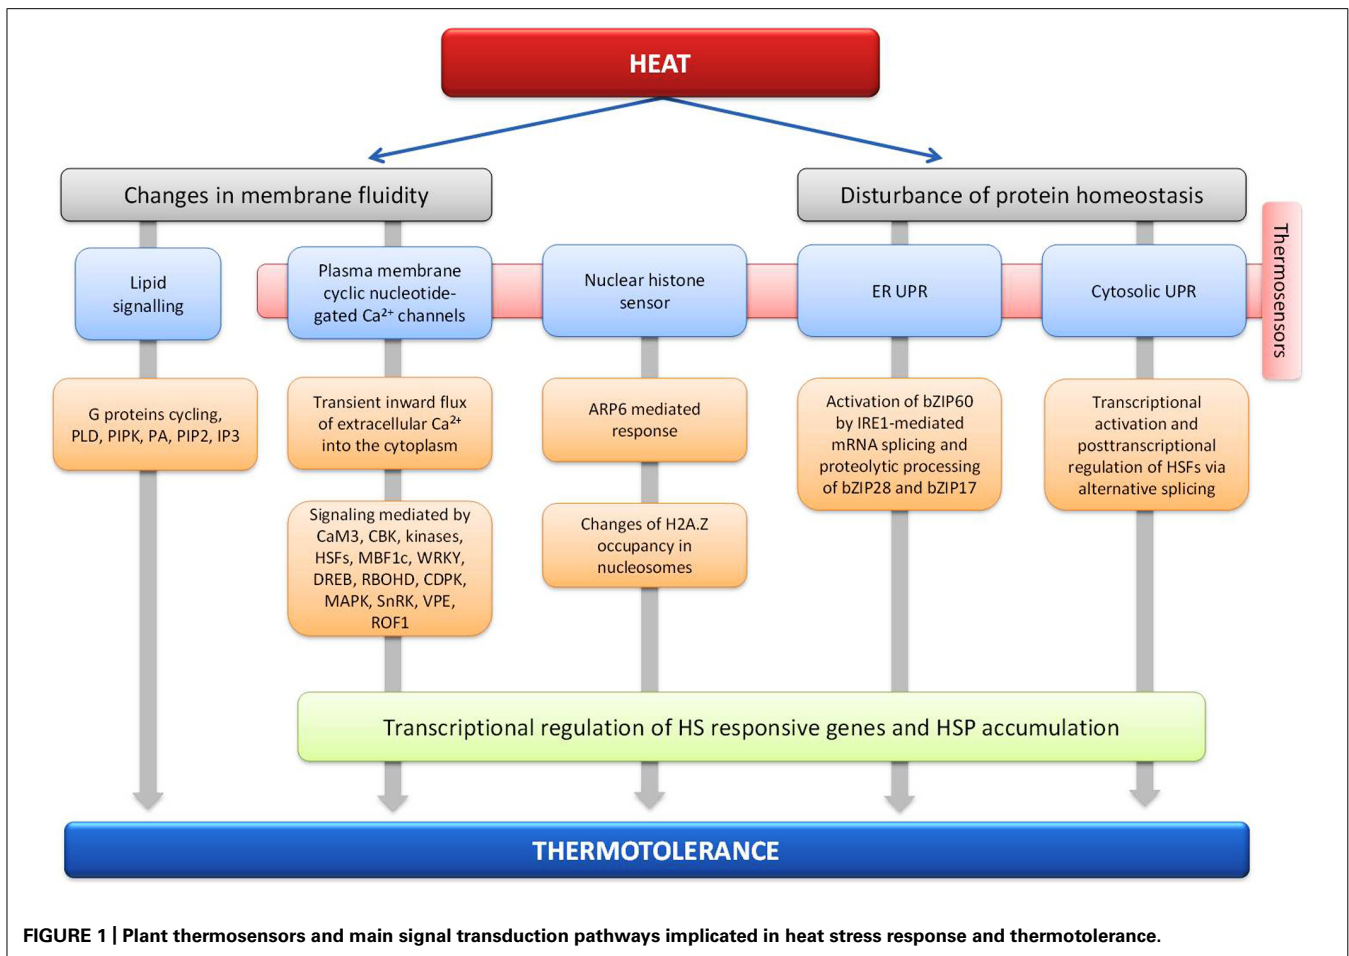 HEAT
Changes in membrane fluidity
Disturbance of protein homeostasis
Thermosensors
Lipid
signalling
Plasma membrane
cyclic nucleotide-
gated Ca²⁺ channels
Nuclear histone
sensor
ER UPR
Cytosolic UPR
G proteins cycling,
PLD, PIPK, PA, PIP2, IP3
Transient inward flux
of extracellular Ca²⁺
into the cytoplasm
ARP6 mediated
response
Activation of bZIP60
by IRE1-mediated
mRNA splicing and
proteolytic processing
of bZIP28 and bZIP17
Transcriptional
activation and
posttranscriptional
regulation of HSFs via
alternative splicing
Signaling mediated by
CaM3, CBK, kinases,
HSFs, MBF1c, WRKY,
DREB, RBOHD, CDPK,
MAPK, SnRK, VPE,
ROF1
Changes of H2A.Z
occupancy in
nucleosomes
Transcriptional regulation of HS responsive genes and HSP accumulation
THERMOTOLERANCE
FIGURE 1 | Plant thermosensors and main signal transduction pathways implicated in heat stress response and thermotolerance.